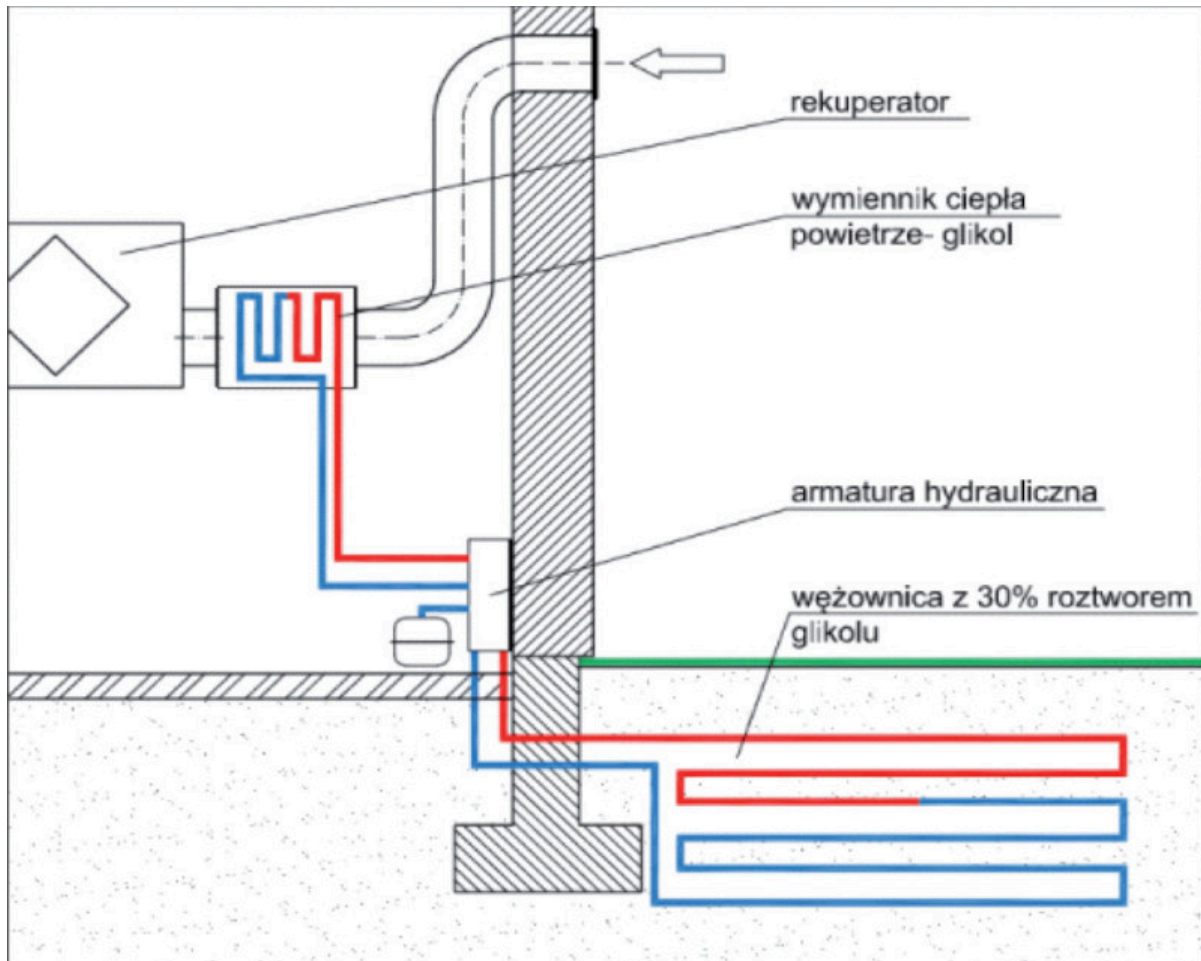 rekuperator
wymiennik ciepła
powietrze- glikol
armatura hydrauliczna
wężownica z 30% roztworem
glikolu